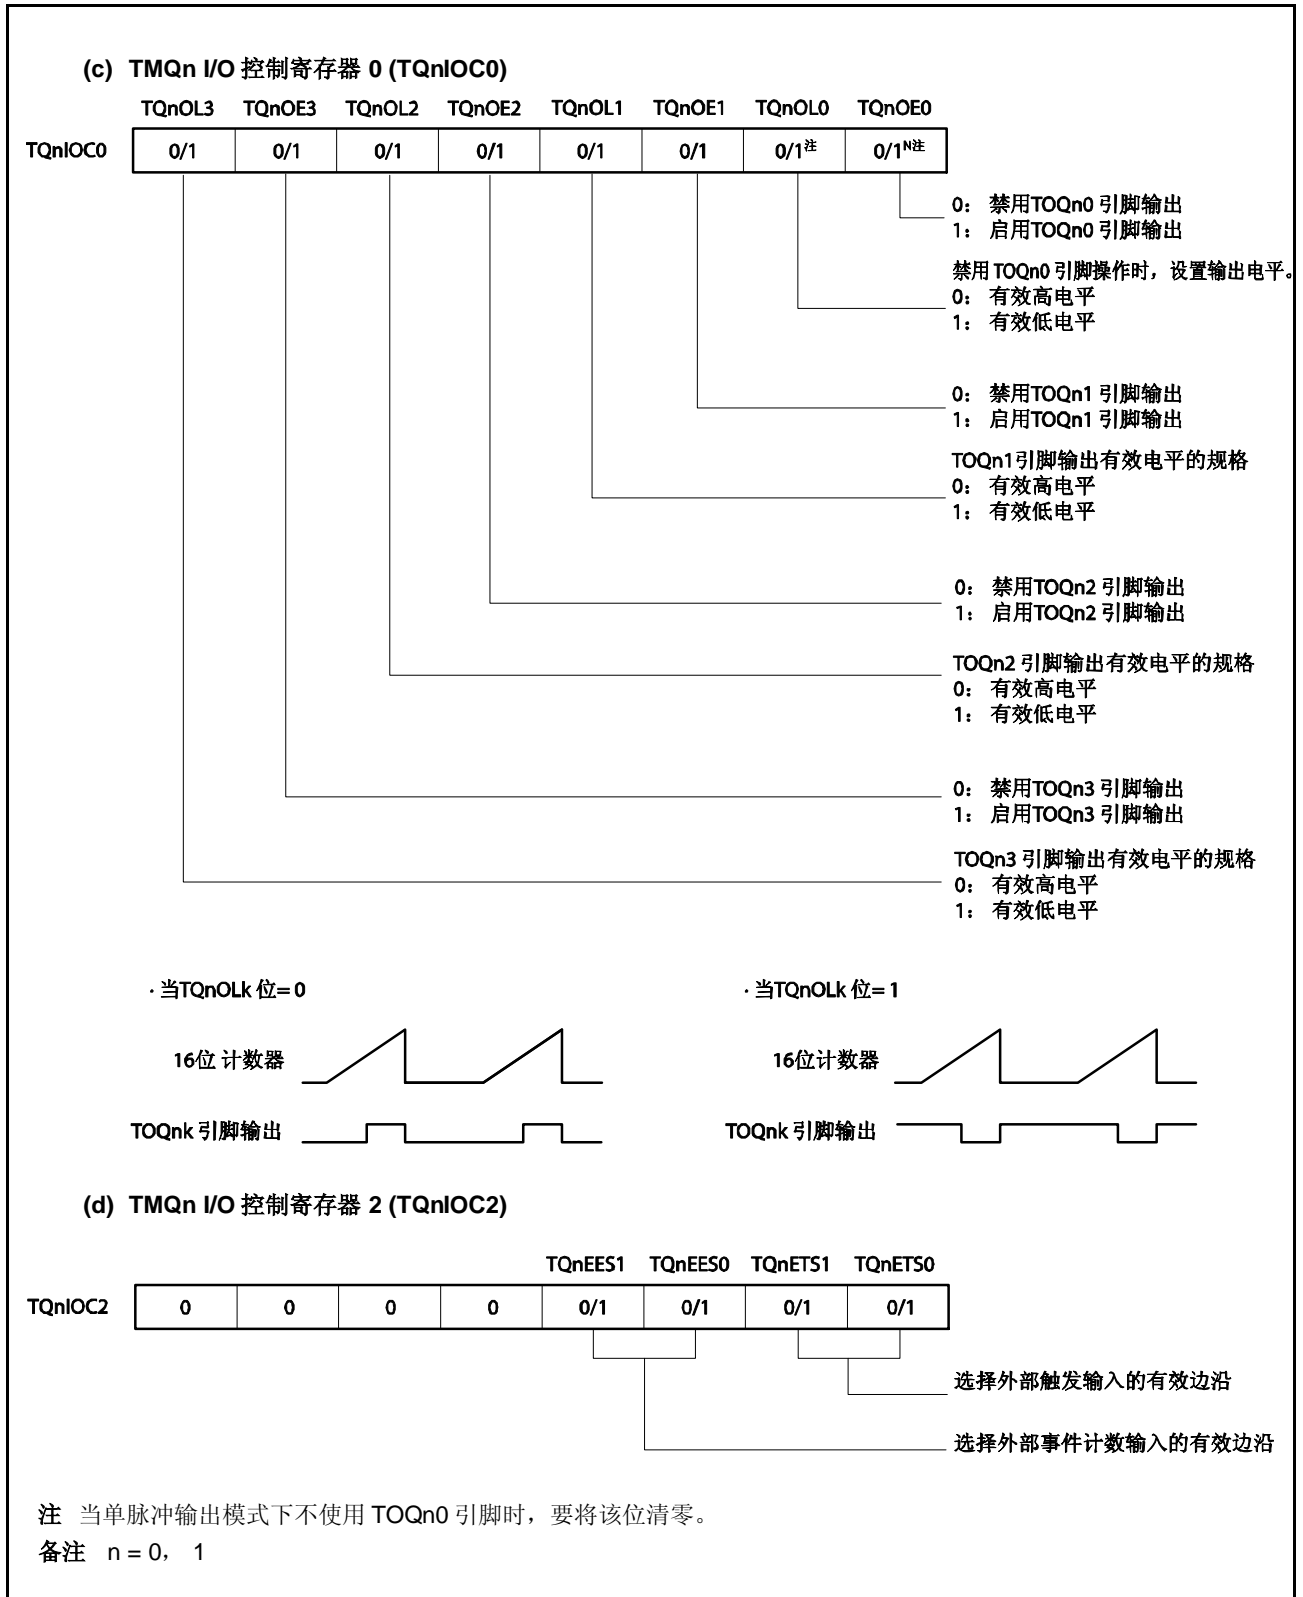 (c) TMQn I/O 控制寄存器 0 (TQnIOC0)
TQnOL3 TQnOE3 TQnOL2 TQnOE2 TQnOL1 TQnOE1 TQnOL0 TQnOE0
TQnIOC0 0/1 0/1 0/1 0/1 0/1 0/1 0/1注 0/1N注
0： 禁用TOQn0 引脚输出
1： 启用TOQn0 引脚输出
禁用 TOQn0 引脚操作时，设置输出电平。
0： 有效高电平
1： 有效低电平
0： 禁用TOQn1 引脚输出
1： 启用TOQn1 引脚输出
TOQn1引脚输出有效电平的规格
0： 有效高电平
1： 有效低电平
0： 禁用TOQn2 引脚输出
1： 启用TOQn2 引脚输出
TOQn2 引脚输出有效电平的规格
0： 有效高电平
1： 有效低电平
0： 禁用TOQn3 引脚输出
1： 启用TOQn3 引脚输出
TOQn3 引脚输出有效电平的规格
0： 有效高电平
1： 有效低电平
· 当TQnOLk 位= 0
16位 计数器
TOQnk 引脚输出
· 当TQnOLk 位= 1
16位计数器
TOQnk 引脚输出
(d) TMQn I/O 控制寄存器 2 (TQnIOC2)
TQnEES1 TQnEES0 TQnETS1 TQnETS0
TQnIOC2 0 0 0 0 0/1 0/1 0/1 0/1
选择外部触发输入的有效边沿
选择外部事件计数输入的有效边沿
注 当单脉冲输出模式下不使用 TOQn0 引脚时，要将该位清零。
备注 n = 0， 1